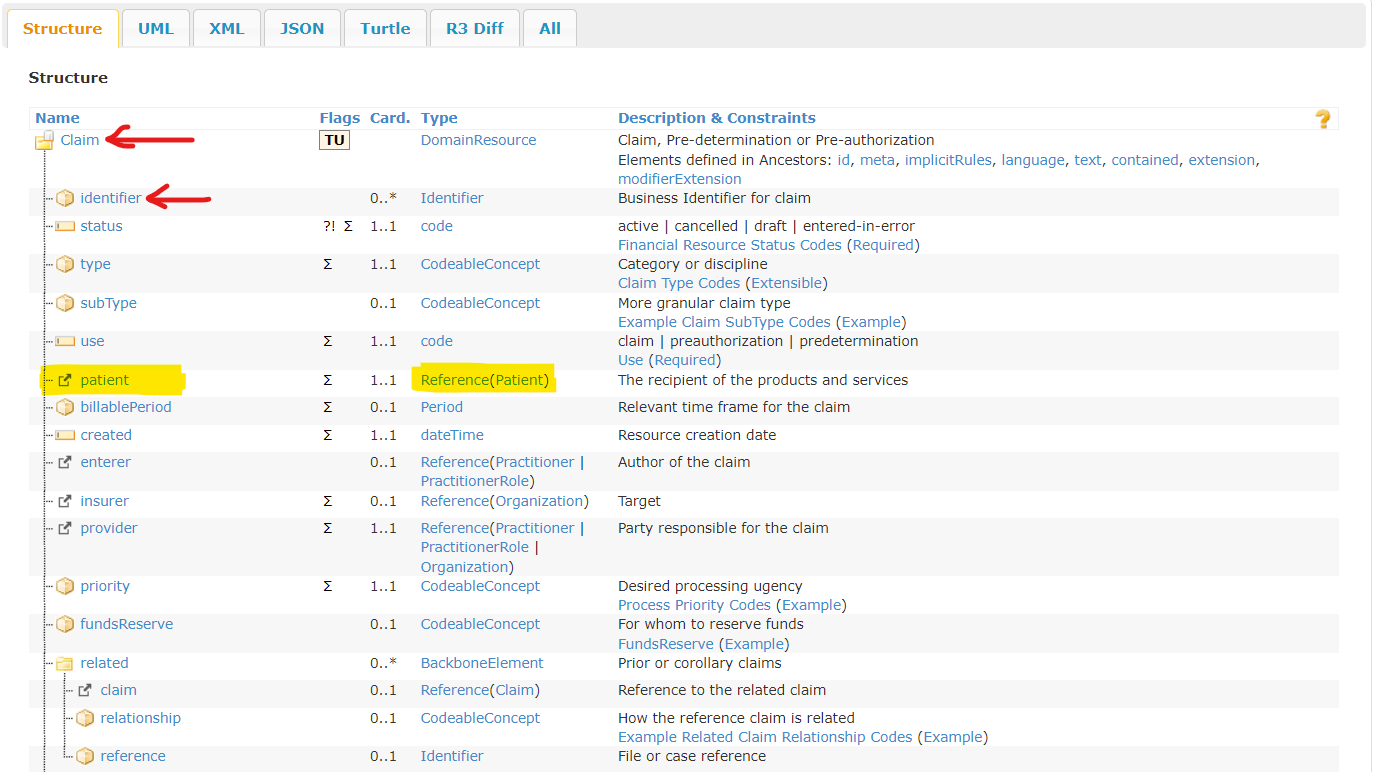 Structure UML XML JSON Turtle R3 Diff All
Structure
Name Flags Card. Type Description & Constraints ?
Claim TU DomainResource Claim, Pre-determination or Pre-authorization
Elements defined in Ancestors: id, meta, implicitRules, language, text, contained, extension,
modifierExtension
identifier 0..* Identifier Business Identifier for claim
status ?! Σ 1..1 code active | cancelled | draft | entered-in-error
Financial Resource Status Codes (Required)
type Σ 1..1 CodeableConcept Category or discipline
Claim Type Codes (Extensible)
subType 0..1 CodeableConcept More granular claim type
Example Claim SubType Codes (Example)
use Σ 1..1 code claim | preauthorization | predetermination
Use (Required)
patient Σ 1..1 Reference(Patient) The recipient of the products and services
billablePeriod Σ 0..1 Period Relevant time frame for the claim
created Σ 1..1 dateTime Resource creation date
enterer 0..1 Reference(Practitioner | Author of the claim
PractitionerRole)
insurer Σ 0..1 Reference(Organization) Target
provider Σ 1..1 Reference(Practitioner | Party responsible for the claim
PractitionerRole |
Organization)
priority Σ 1..1 CodeableConcept Desired processing ugency
Process Priority Codes (Example)
fundsReserve 0..1 CodeableConcept For whom to reserve funds
FundsReserve (Example)
related 0..* BackboneElement Prior or corollary claims
claim 0..1 Reference(Claim) Reference to the related claim
relationship 0..1 CodeableConcept How the reference claim is related
Example Related Claim Relationship Codes (Example)
reference 0..1 Identifier File or case reference